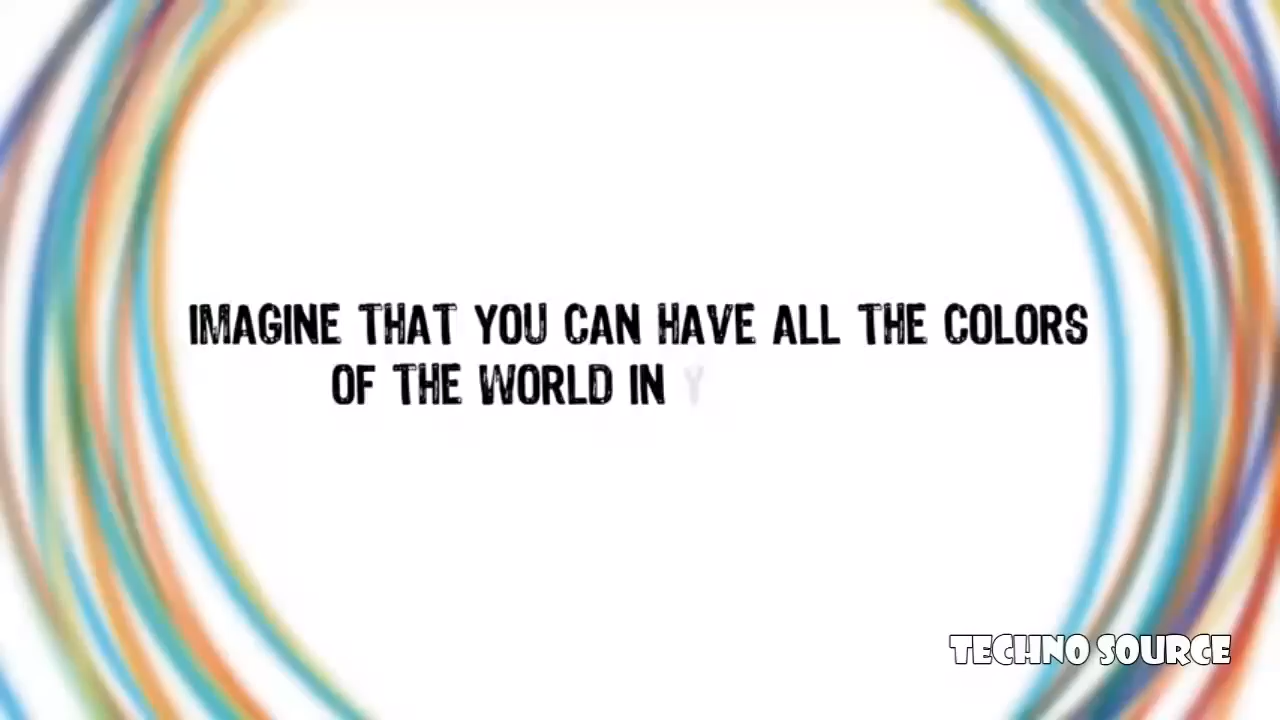 IMAGINE THAT YOU CAN HAVE ALL THE COLORS
OF THE WORLD IN Y
TECHNO SOURCE